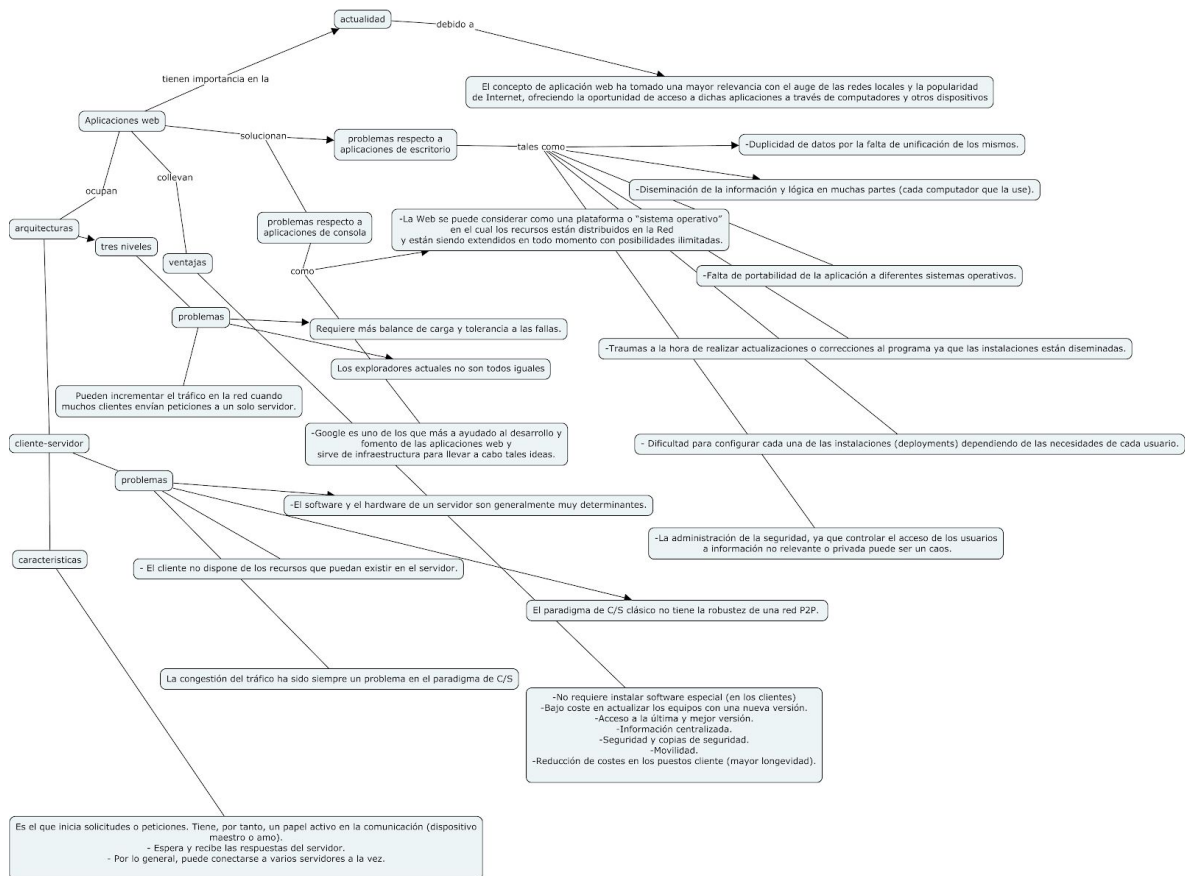 actualidad
debido a
tienen importancia en la
El concepto de aplicación web ha tomado una mayor relevancia con el auge de las redes locales y la popularidad
de Internet, ofreciendo la oportunidad de acceso a dichas aplicaciones a través de computadores y otros dispositivos
Aplicaciones web
solucionan
problemas respecto a
aplicaciones de escritorio
tales como
-Duplicidad de datos por la falta de unificación de los mismos.
collevan
ocupan
-Diseminación de la información y lógica en muchas partes (cada computador que la use).
arquitecturas
tres niveles
problemas respecto a
aplicaciones de consola
-La Web se puede considerar como una plataforma o “sistema operativo”
en el cual los recursos están distribuidos en la Red
y están siendo extendidos en todo momento con posibilidades ilimitadas.
ventajas
como
-Falta de portabilidad de la aplicación a diferentes sistemas operativos.
problemas
Requiere más balance de carga y tolerancia a las fallas.
-Traumas a la hora de realizar actualizaciones o correcciones al programa ya que las instalaciones están diseminadas.
Los exploradores actuales no son todos iguales
Pueden incrementar el tráfico en la red cuando
muchos clientes envían peticiones a un solo servidor.
cliente-servidor
-Google es uno de los que más a ayudado al desarrollo y
fomento de las aplicaciones web y
sirve de infraestructura para llevar a cabo tales ideas.
- Dificultad para configurar cada una de las instalaciones (deployments) dependiendo de las necesidades de cada usuario.
problemas
-El software y el hardware de un servidor son generalmente muy determinantes.
-La administración de la seguridad, ya que controlar el acceso de los usuarios
a información no relevante o privada puede ser un caos.
caracteristicas
- El cliente no dispone de los recursos que puedan existir en el servidor.
El paradigma de C/S clásico no tiene la robustez de una red P2P.
La congestión del tráfico ha sido siempre un problema en el paradigma de C/S
-No requiere instalar software especial (en los clientes)
-Bajo coste en actualizar los equipos con una nueva versión.
-Acceso a la última y mejor versión.
-Información centralizada.
-Seguridad y copias de seguridad.
-Movilidad.
-Reducción de costes en los puestos cliente (mayor longevidad).
Es el que inicia solicitudes o peticiones. Tiene, por tanto, un papel activo en la comunicación (dispositivo
maestro o amo).
- Espera y recibe las respuestas del servidor.
- Por lo general, puede conectarse a varios servidores a la vez.